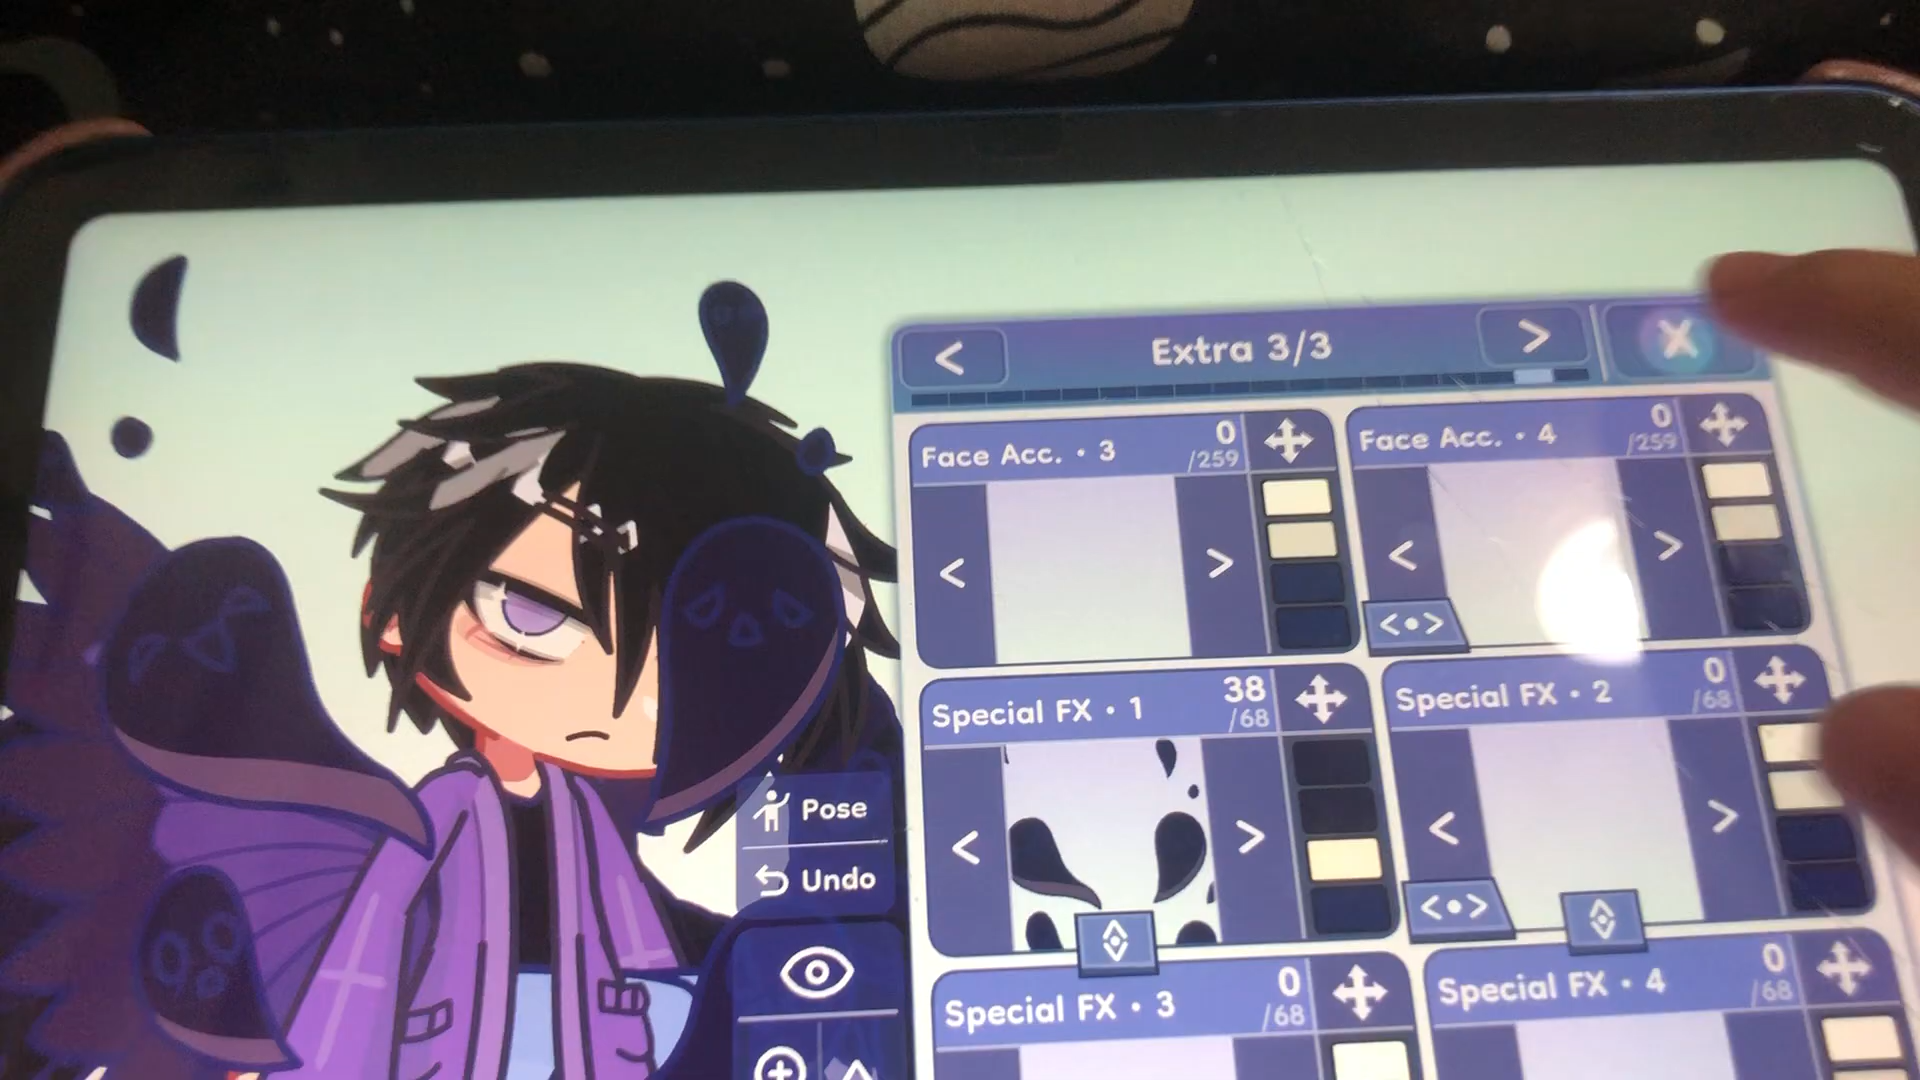 < Extra 3/3 > X
Face Acc. • 3 0 /259
Face Acc. • 4 0 /259
< >
< >
<•>
Special FX • 1 38 /68
Special FX • 2 0 /68
< >
< >
<•>
Pose
Undo
Special FX • 3 0 /68
Special FX • 4 0 /68